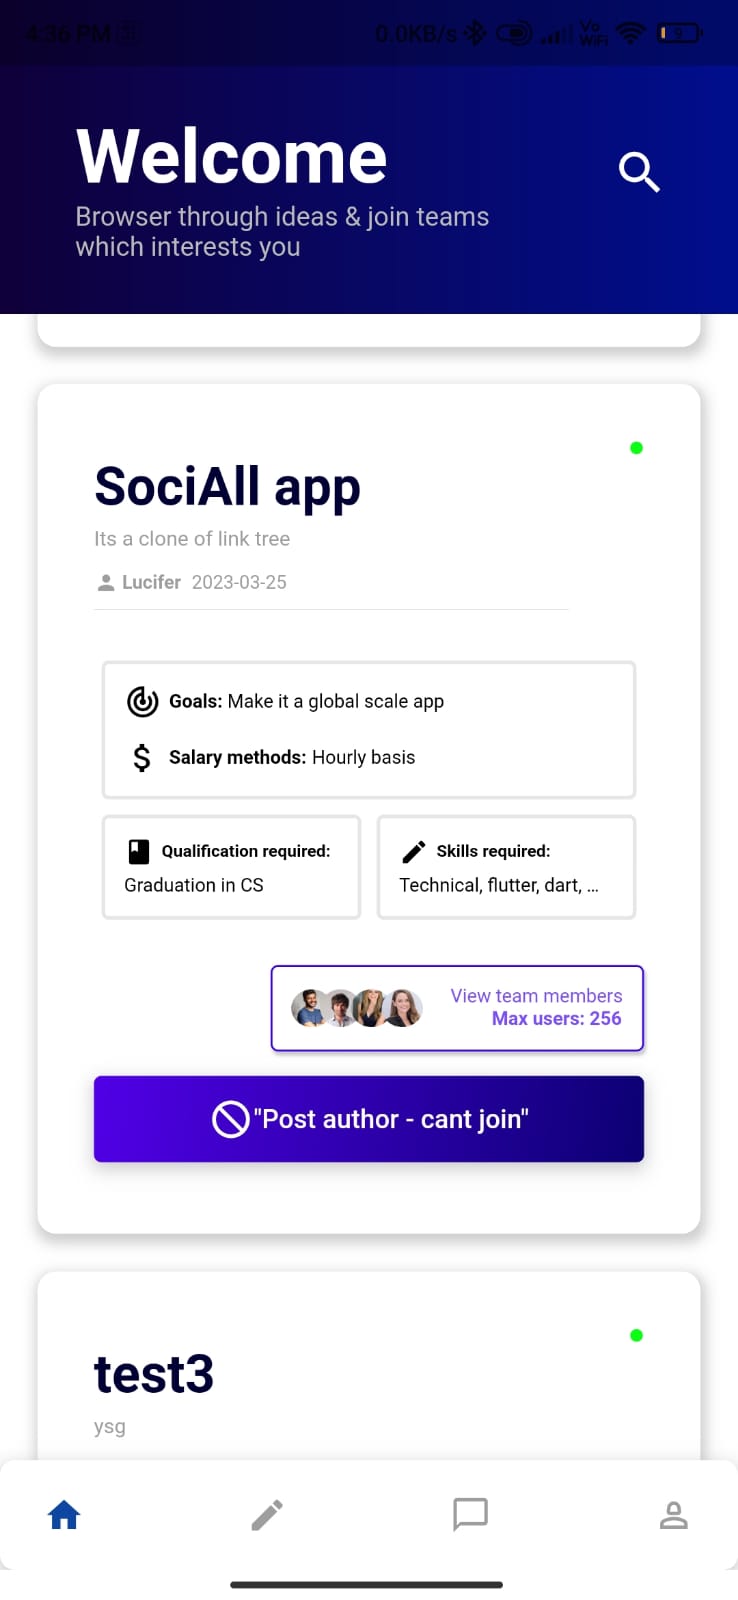 4:36 PM
0.0KB/s
Vo
WiFi
9
Welcome
Browser through ideas & join teams
which interests you
SociAll app
Its a clone of link tree
Lucifer 2023-03-25
Goals: Make it a global scale app
Salary methods: Hourly basis
Qualification required:
Graduation in CS
Skills required:
Technical, flutter, dart, ...
View team members
Max users: 256
"Post author - cant join"
test3
ysg